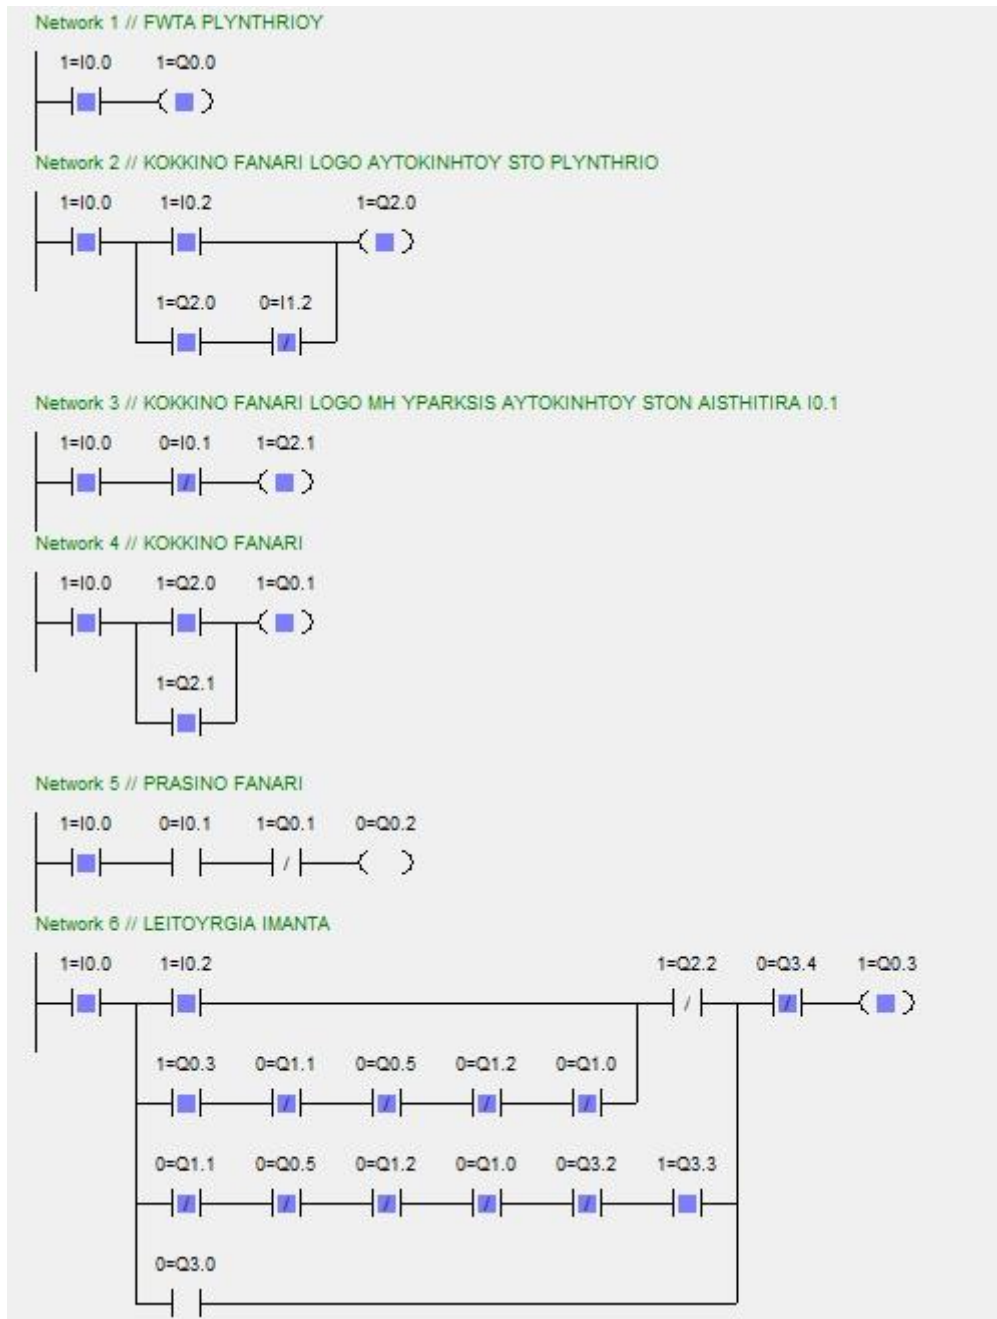 Network 1 // FWTA PLYNTHRIOY
1=I0.0 1=Q0.0
Network 2 // KOKKINO FANARI LOGO AYTOKINHTOY STO PLYNTHRIO
1=I0.0 1=I0.2 1=Q2.0
1=Q2.0 0=I1.2
Network 3 // KOKKINO FANARI LOGO MH YPARKSIS AYTOKINHTOY STON AISTHITIRA I0.1
1=I0.0 0=I0.1 1=Q2.1
Network 4 // KOKKINO FANARI
1=I0.0 1=Q2.0 1=Q0.1
1=Q2.1
Network 5 // PRASINO FANARI
1=I0.0 0=I0.1 1=Q0.1 0=Q0.2
Network 6 // LEITOYRGIA IMANTA
1=I0.0 1=I0.2 1=Q2.2 0=Q3.4 1=Q0.3
1=Q0.3 0=Q1.1 0=Q0.5 0=Q1.2 0=Q1.0
0=Q1.1 0=Q0.5 0=Q1.2 0=Q1.0 0=Q3.2 1=Q3.3
0=Q3.0